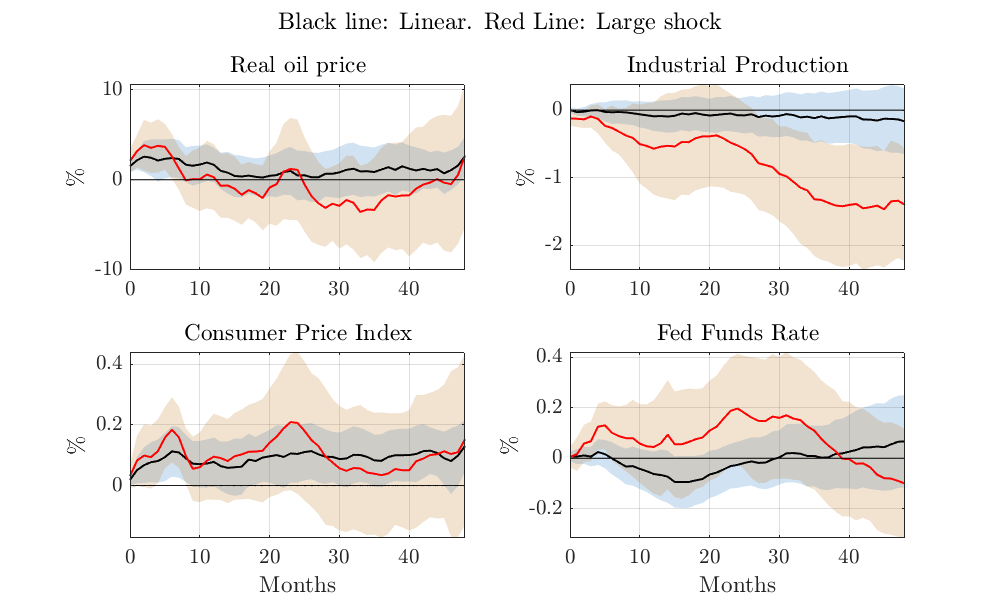 Black line: Linear. Red Line: Large shock
Real oil price
10
0
-10
%
0 10 20 30 40
Industrial Production
0
-1
-2
%
0 10 20 30 40
Consumer Price Index
0.4
0.2
0
%
0 10 20 30 40
Months
Fed Funds Rate
0.4
0.2
0
-0.2
%
0 10 20 30 40
Months